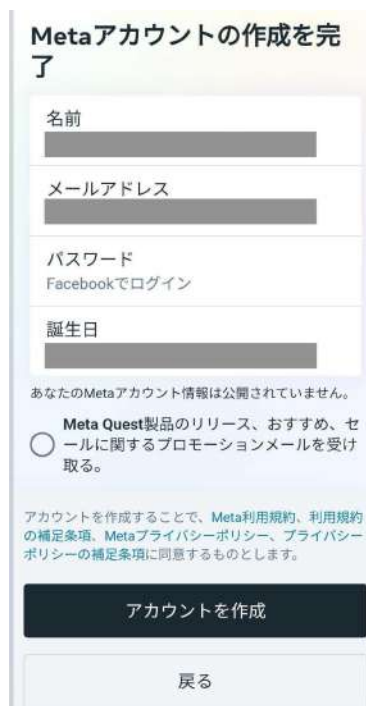 Metaアカウントの作成を完
了
名前
メールアドレス
パスワード
Facebookでログイン
誕生日
あなたのMetaアカウント情報は公開されていません。
Meta Quest製品のリリース、おすすめ、セ
ールに関するプロモーションメールを受け
取る。
アカウントを作成することで、Meta利用規約、利用規約
の補足条項、Metaプライバシーポリシー、プライバシー
ポリシーの補足条項に同意するものとします。
アカウントを作成
戻る